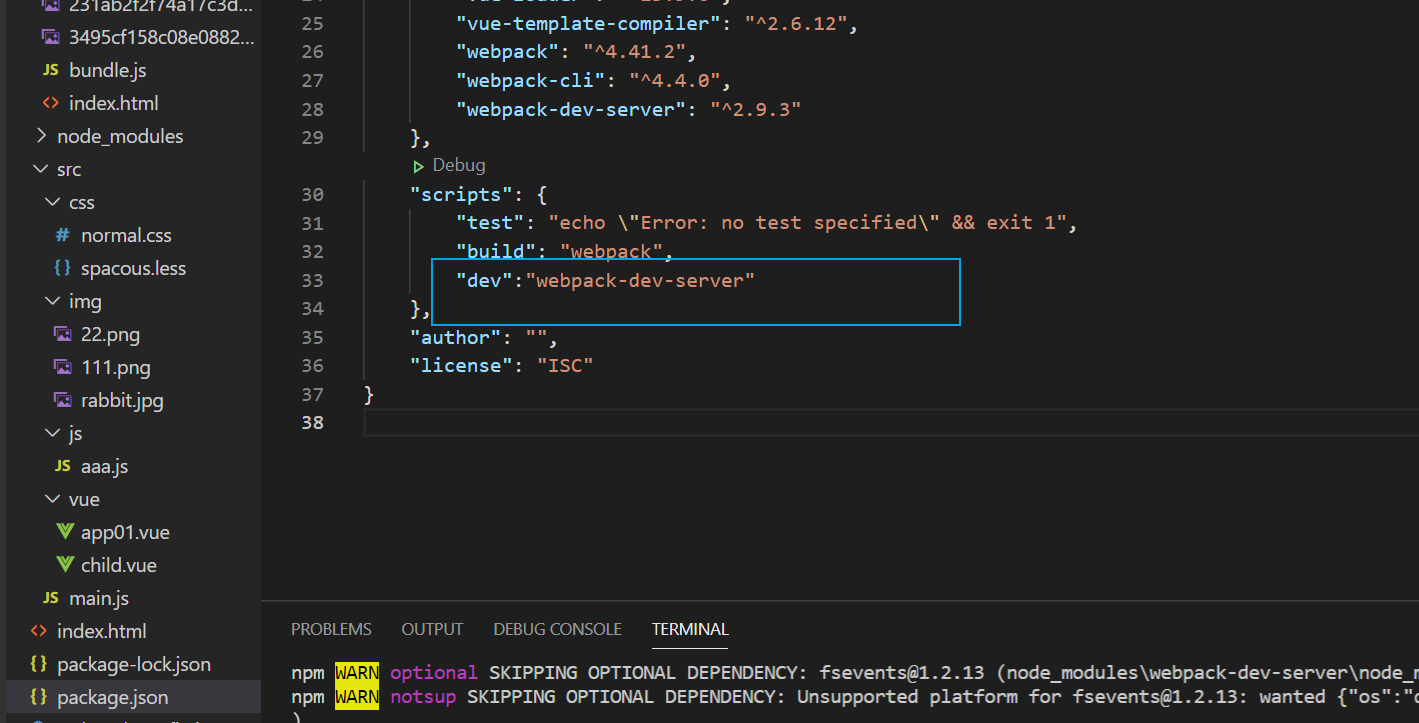 231ab2f2f74a17c3d...
3495cf158c08e0882...
JS bundle.js
<> index.html
node_modules
src
css
# normal.css
{} spacous.less
img
22.png
111.png
rabbit.jpg
js
JS aaa.js
vue
app01.vue
child.vue
JS main.js
<> index.html
{} package-lock.json
{} package.json
25 "vue-template-compiler": "^2.6.12",
26 "webpack": "^4.41.2",
27 "webpack-cli": "^4.4.0",
28 "webpack-dev-server": "^2.9.3"
29 },
Debug
30 "scripts": {
31 "test": "echo \"Error: no test specified\" && exit 1",
32 "build": "webpack",
33 "dev":"webpack-dev-server"
34 },
35 "author": "",
36 "license": "ISC"
37 }
38
PROBLEMS OUTPUT DEBUG CONSOLE TERMINAL
npm WARN optional SKIPPING OPTIONAL DEPENDENCY: fsevents@1.2.13 (node_modules\webpack-dev-server\node_m
npm WARN notsup SKIPPING OPTIONAL DEPENDENCY: Unsupported platform for fsevents@1.2.13: wanted {"os":"d
)